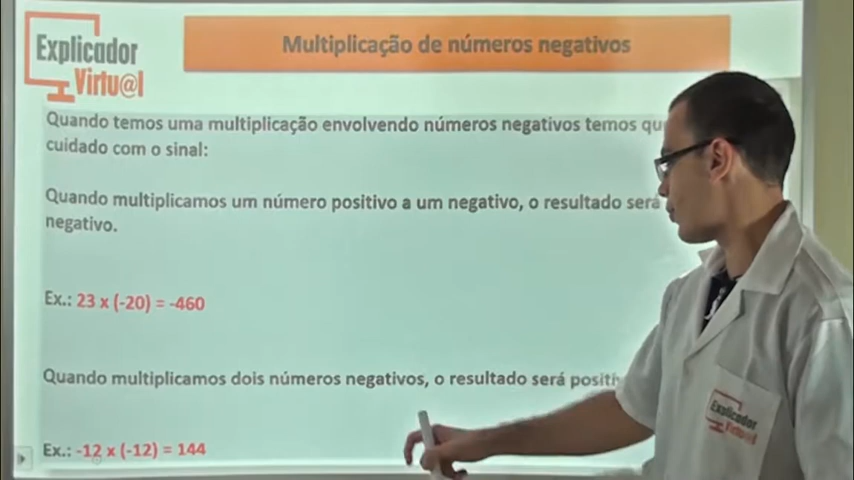 Explicador
Virtu@l
Multiplicação de números negativos
Quando temos uma multiplicação envolvendo números negativos temos qu
cuidado com o sinal:
Quando multiplicamos um número positivo a um negativo, o resultado será
negativo.
Ex.: 23 x (-20) = -460
Quando multiplicamos dois números negativos, o resultado será positi
Ex.: -12 x (-12) = 144
Explicador
Virtu@l